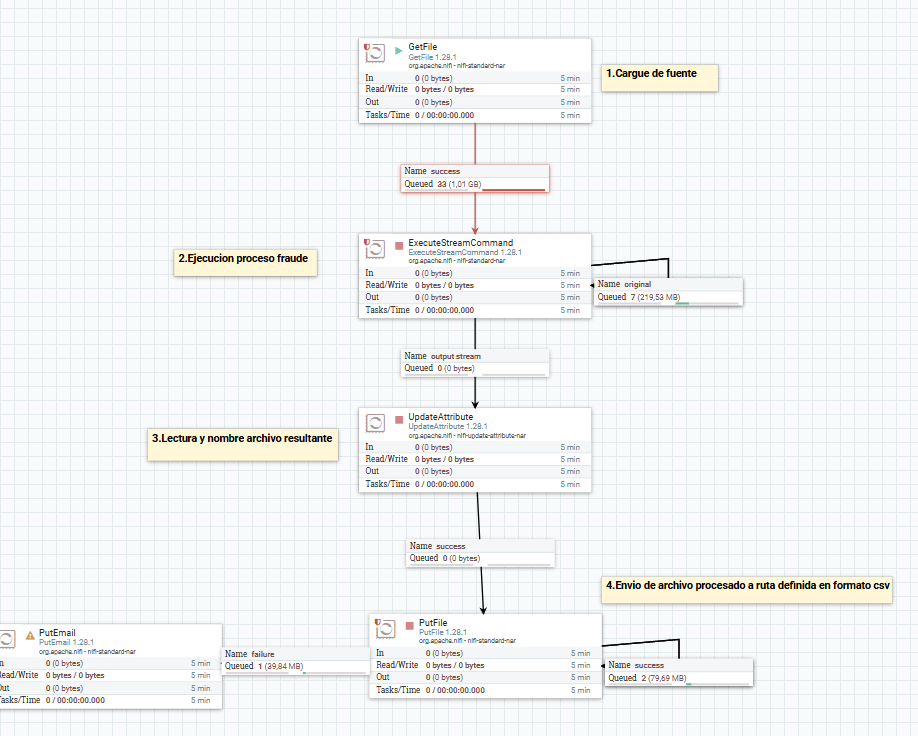 GetFile
GetFile 1.28.1
org.apache.nifi - nifi-standard-nar
In 0 (0 bytes) 5 min
Read/Write 0 bytes / 0 bytes 5 min
Out 0 (0 bytes) 5 min
Tasks/Time 0 / 00:00:00.000 5 min
1.Cargue de fuente
Name success
Queued 33 (1,01 GB)
2.Ejecucion proceso fraude
ExecuteStreamCommand
ExecuteStreamCommand 1.28.1
org.apache.nifi - nifi-standard-nar
In 0 (0 bytes) 5 min
Read/Write 0 bytes / 0 bytes 5 min
Out 0 (0 bytes) 5 min
Tasks/Time 0 / 00:00:00.000 5 min
Name original
Queued 7 (219,53 MB)
Name output stream
Queued 0 (0 bytes)
3.Lectura y nombre archivo resultante
UpdateAttribute
UpdateAttribute 1.28.1
org.apache.nifi - nifi-update-attribute-nar
In 0 (0 bytes) 5 min
Read/Write 0 bytes / 0 bytes 5 min
Out 0 (0 bytes) 5 min
Tasks/Time 0 / 00:00:00.000 5 min
Name success
Queued 0 (0 bytes)
4.Envio de archivo procesado a ruta definida en formato csv
PutFile
PutFile 1.28.1
org.apache.nifi - nifi-standard-nar
In 0 (0 bytes) 5 min
Read/Write 0 bytes / 0 bytes 5 min
Out 0 (0 bytes) 5 min
Tasks/Time 0 / 00:00:00.000 5 min
Name success
Queued 2 (79,69 MB)
Name failure
Queued 1 (39,84 MB)
PutEmail
PutEmail 1.28.1
org.apache.nifi - nifi-standard-nar
n 0 (0 bytes) 5 min
ead/Write 0 bytes / 0 bytes 5 min
ut 0 (0 bytes) 5 min
asks/Time 0 / 00:00:00.000 5 min